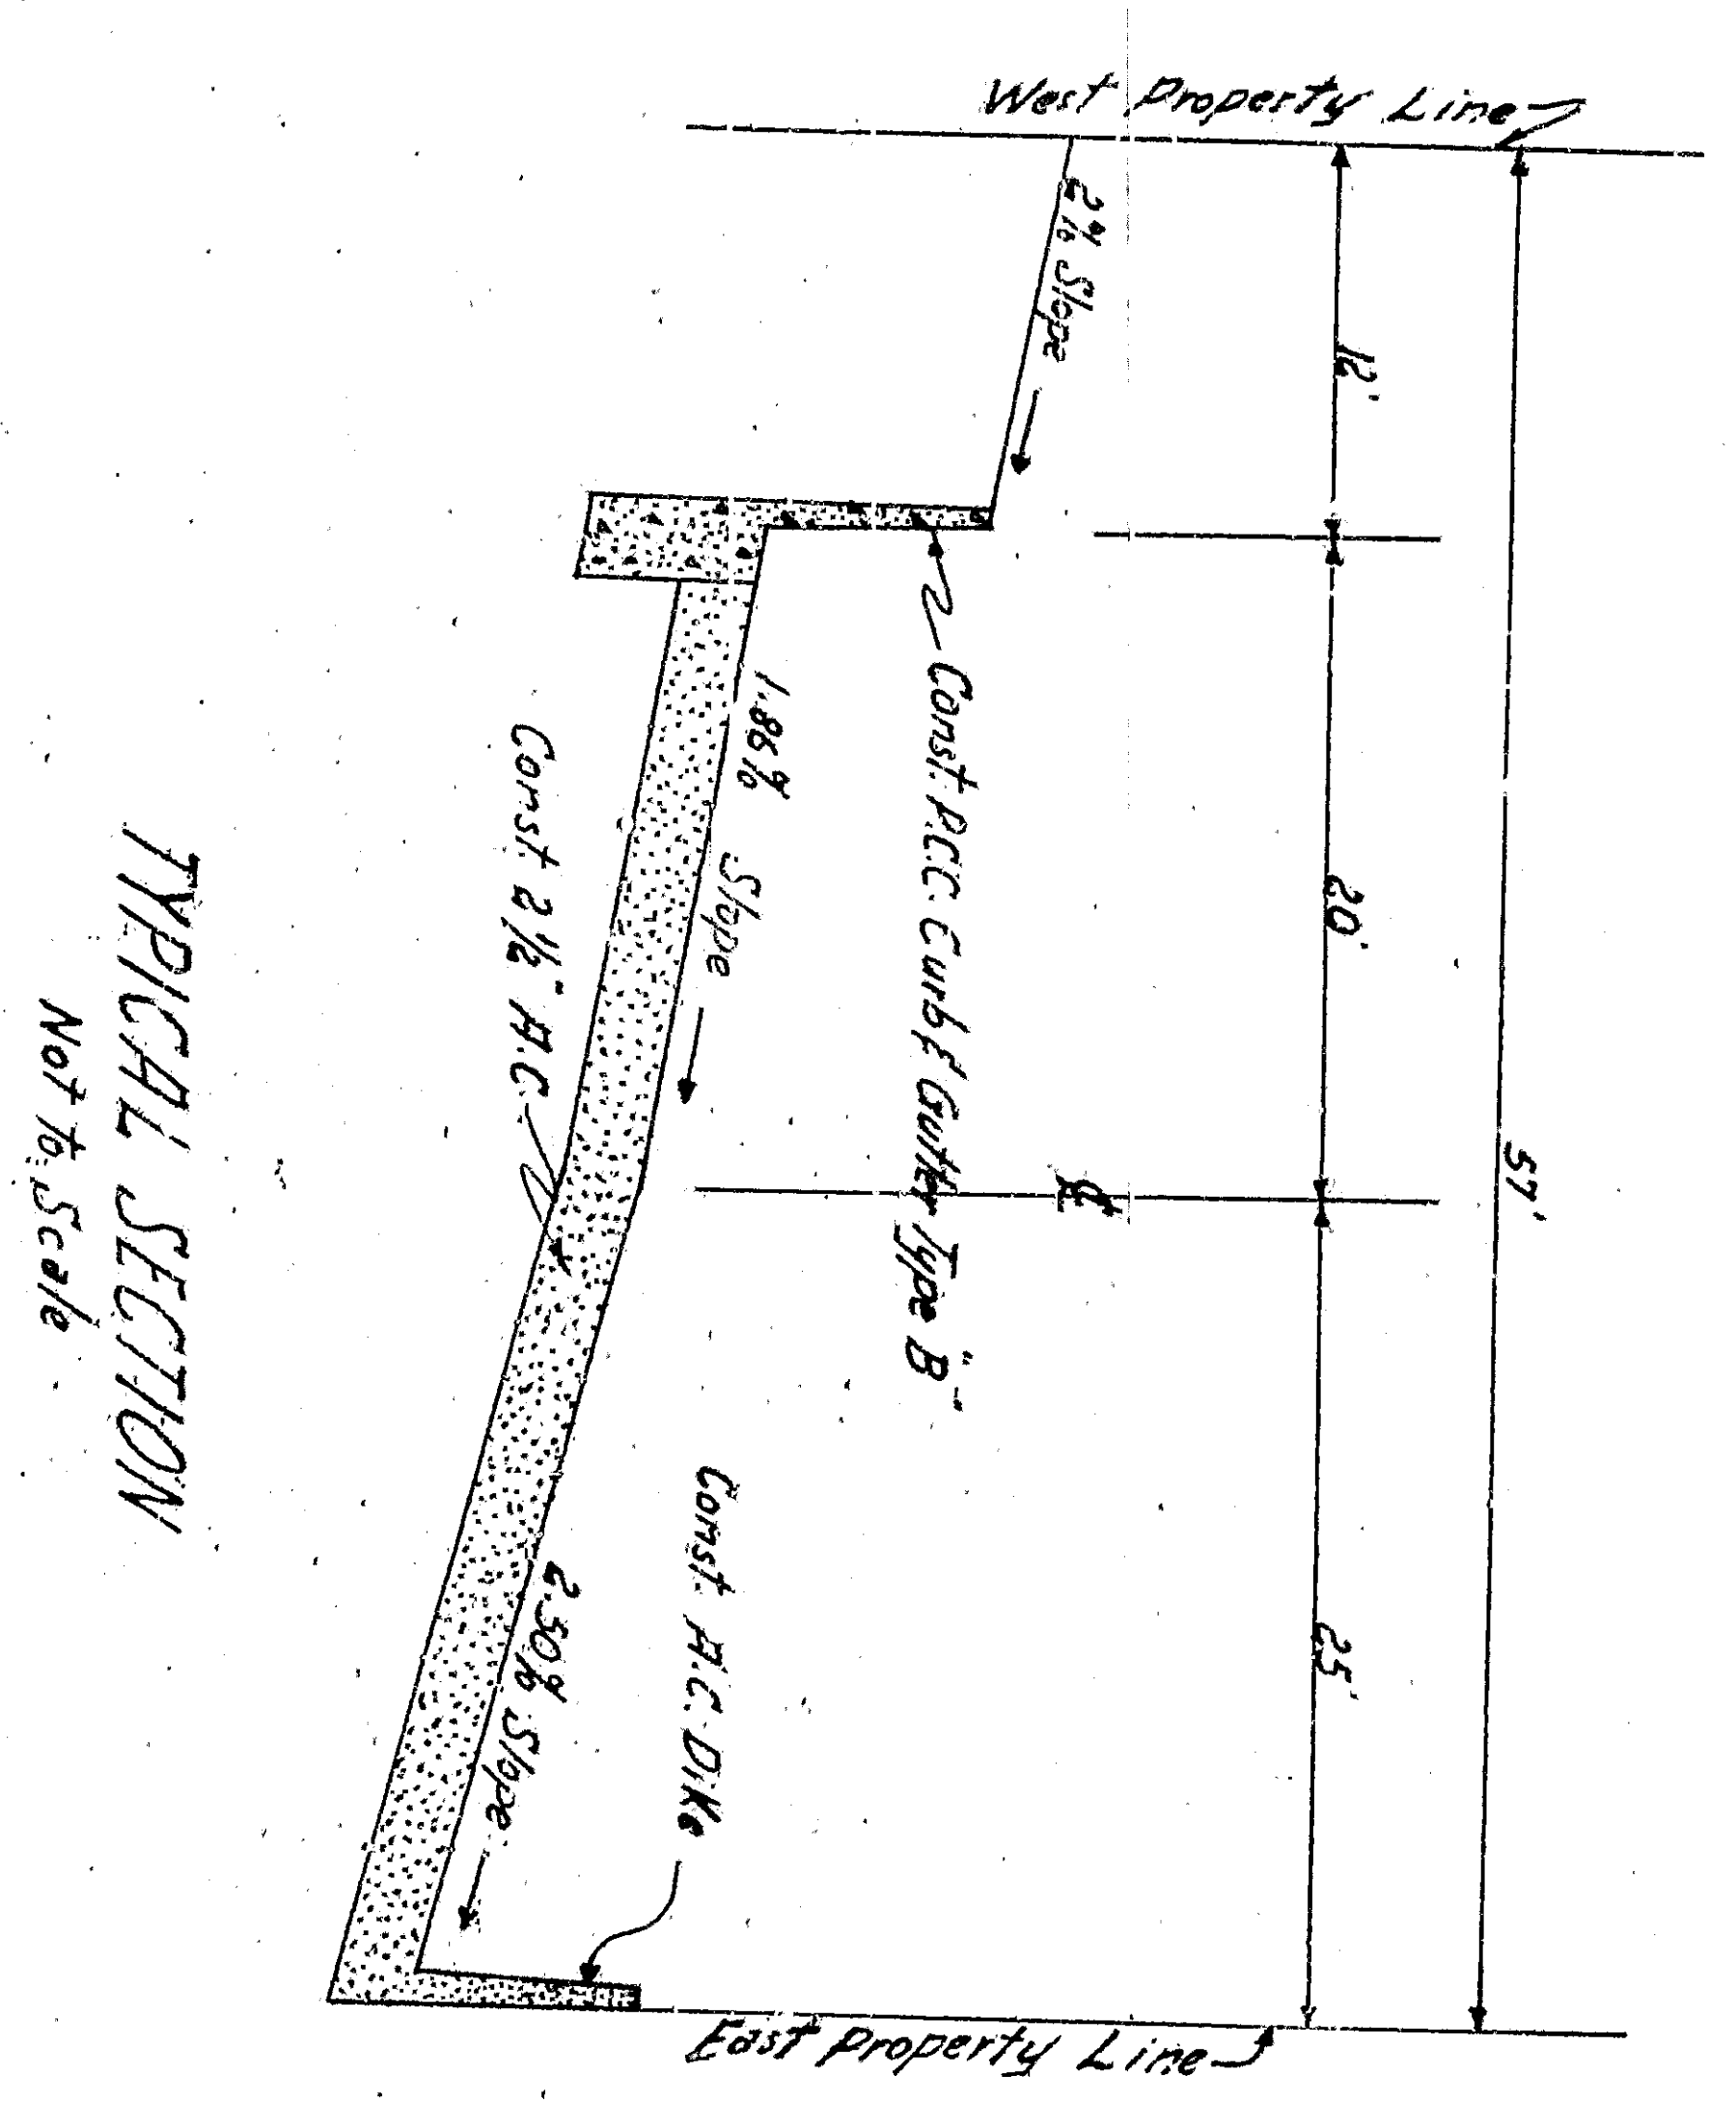 West Property Line
57'
12'
20'
25'
2% Slope
Const. P.C.C. Curb & Gutter Type "B"
℄
1.86% Slope
Const 2½" A.C.
Const. A.C. Dike
2.50% Slope
East Property Line
TYPICAL SECTION
Not to Scale